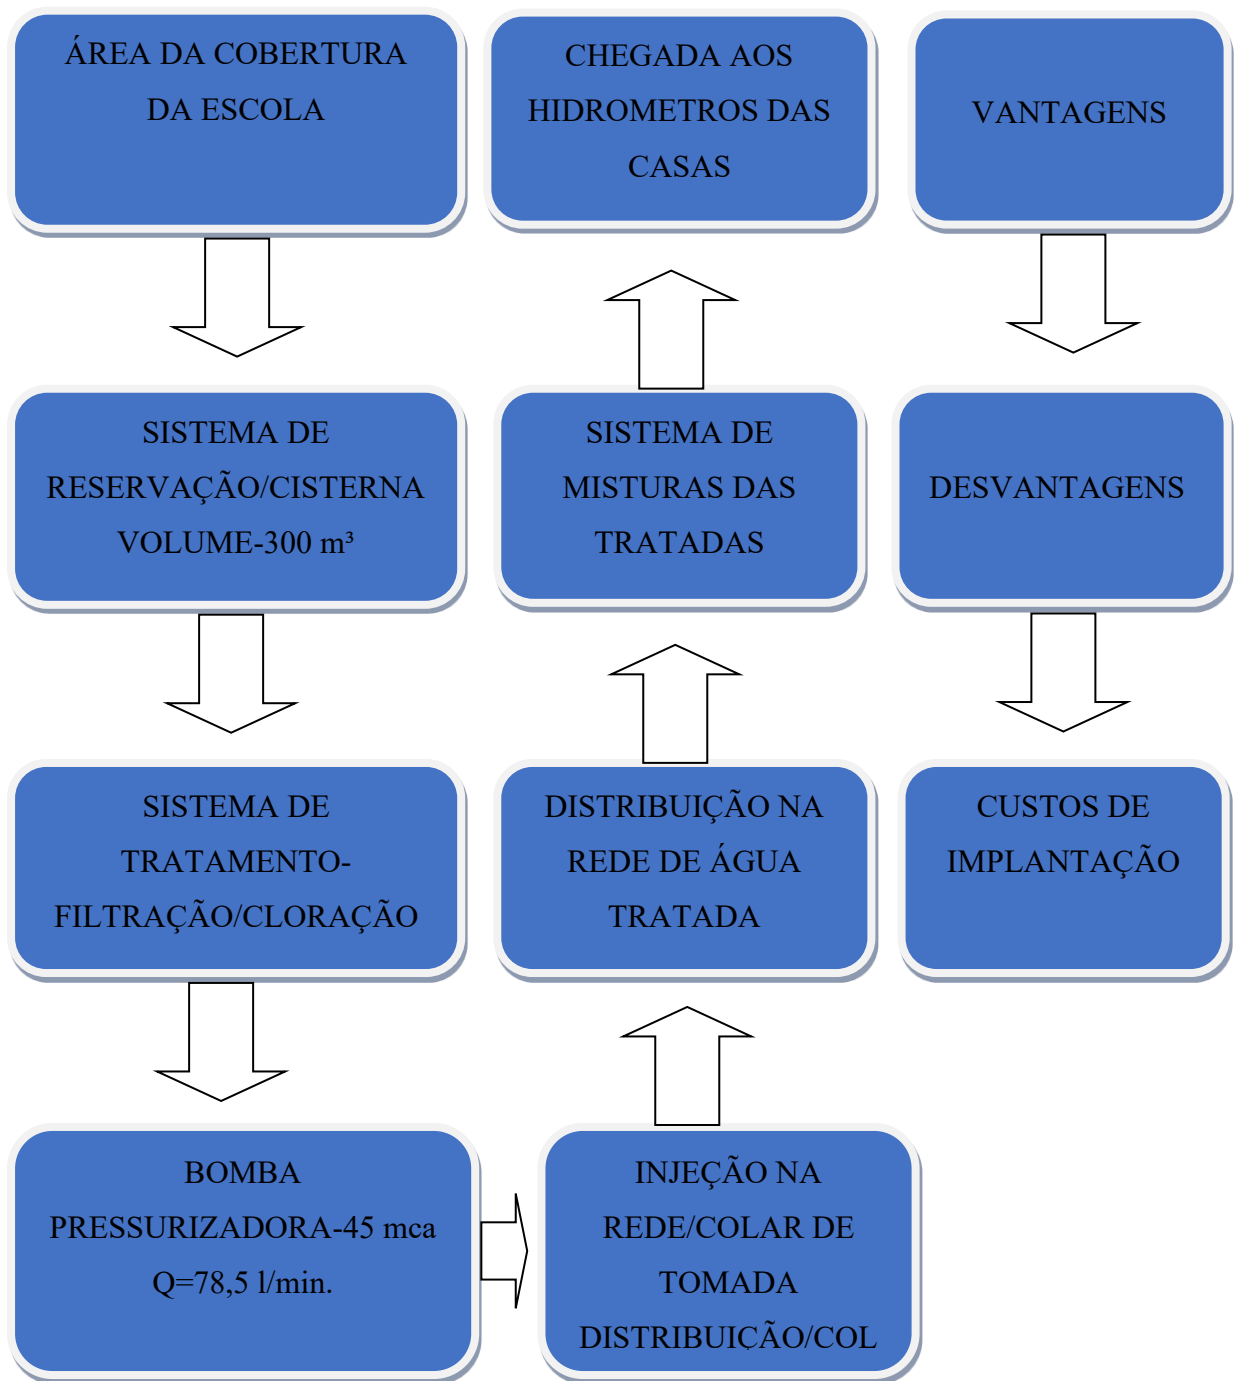 ÁREA DA COBERTURA
DA ESCOLA
SISTEMA DE
RESERVAÇÃO/CISTERNA
VOLUME-300 m³
SISTEMA DE
TRATAMENTO-
FILTRAÇÃO/CLORAÇÃO
BOMBA
PRESSURIZADORA-45 mca
Q=78,5 l/min.
INJEÇÃO NA
REDE/COLAR DE
TOMADA
DISTRIBUIÇÃO/COL
DISTRIBUIÇÃO NA
REDE DE ÁGUA
TRATADA
SISTEMA DE
MISTURAS DAS
TRATADAS
CHEGADA AOS
HIDROMETROS DAS
CASAS
VANTAGENS
DESVANTAGENS
CUSTOS DE
IMPLANTAÇÃO